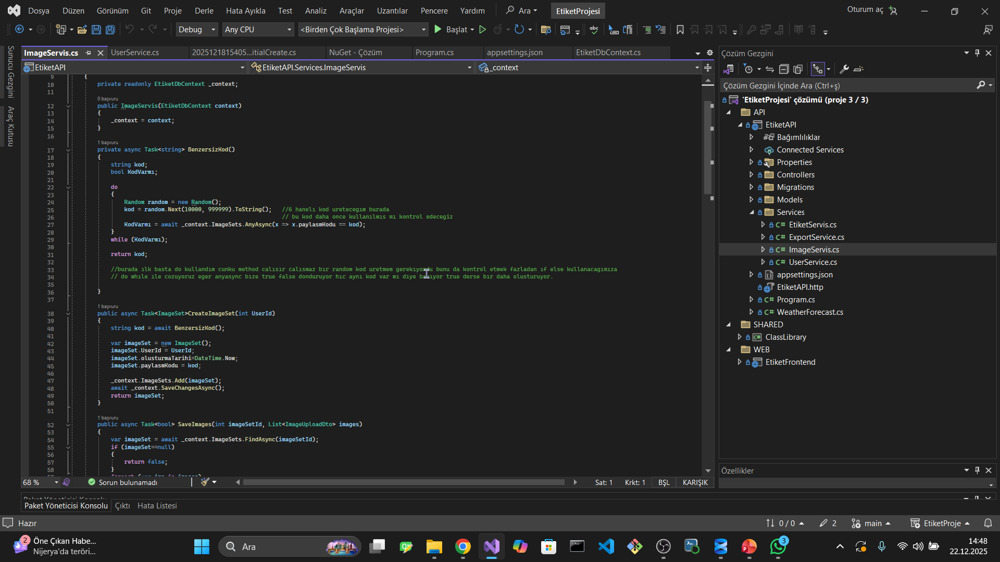 Dosya Düzen Görünüm Git Proje Derle Hata Ayıkla Test Analiz Araçlar Uzantılar Pencere Yardım Ara EtiketProjesi Oturum aç
Debug Any CPU <Birden Çok Başlama Projesi> Başlat
Sunucu Gezgini
Araç Kutusu
ImageServis.cs UserService.cs 2025121815405...itialCreate.cs NuGet - Çözüm Program.cs appsettings.json EtiketDbContext.cs
EtiketAPI EtiketAPI.Services.ImageServis _context
9 {
10 private readonly EtiketDbContext _context;
11
0 başvuru
12 public ImageServis(EtiketDbContext context)
13 {
14 _context = context;
15 }
16
1 başvuru
17 private async Task<string> BenzersizKod()
18 {
19 string kod;
20 bool KodVarmı;
21
22 do
23 {
24 Random random = new Random();
25 kod = random.Next(10000, 999999).ToString(); //6 hanelı kod uretecegım burada
26 // bu kod daha once kullanılmıs mı kontrol edecegiz
27 KodVarmı = await _context.ImageSets.AnyAsync(x => x.paylasmKodu == kod);
28 }
29 while (KodVarmı);
30
31 return kod;
32
33 //burada ılk basta do kullandım cunku method calısır calısmaz bır random kod uretmem bunu da kontrol etmek fazladan ıf else kullanacagımıza
34 // do whıle ıle cozuyoruz eger anyasync bıze true false donduruyor hıc aynı kod var mı dıye true derse bır daha olusturuyor.
35
36 }
37
1 başvuru
38 public async Task<ImageSet>CreateImageSet(int UserId)
39 {
40 string kod = await BenzersizKod();
41
42 var imageSet = new ImageSet();
43 imageSet.UserId = UserId;
44 imageSet.olusturmaTarihi=DateTime.Now;
45 imageSet.paylasmKodu = kod;
46
47 _context.ImageSets.Add(imageSet);
48 await _context.SaveChangesAsync();
49 return imageSet;
50 }
51
1 başvuru
52 public async Task<bool> SaveImages(int imageSetId, List<ImageUploadDto> images)
53 {
54 var imageSet = await _context.ImageSets.FindAsync(imageSetId);
55 if (imageSet==null)
56 {
57 return false;
58 }
68 % Sorun bulunamadı Sat: 1 Krkt: 1 BŞL KARIŞIK
Çözüm Gezgini
Çözüm Gezgini İçinde Ara (Ctrl+ş)
'EtiketProjesi' çözümü (proje 3 / 3)
API
EtiketAPI
Bağımlılıklar
Connected Services
Properties
Controllers
Migrations
Models
Services
C# EtiketServis.cs
C# ExportService.cs
C# ImageServis.cs
C# UserService.cs
appsettings.json
EtiketAPI.http
C# Program.cs
C# WeatherForecast.cs
SHARED
C# ClassLibrary
WEB
EtiketFrontend
Özellikler
Paket Yöneticisi Konsolu Çıktı Hata Listesi
Hazır 0 / 0 2 main EtiketProje
2 Öne Çıkan Habe...
Nijerya'da teröri...
Ara
3
14:48
22.12.2025